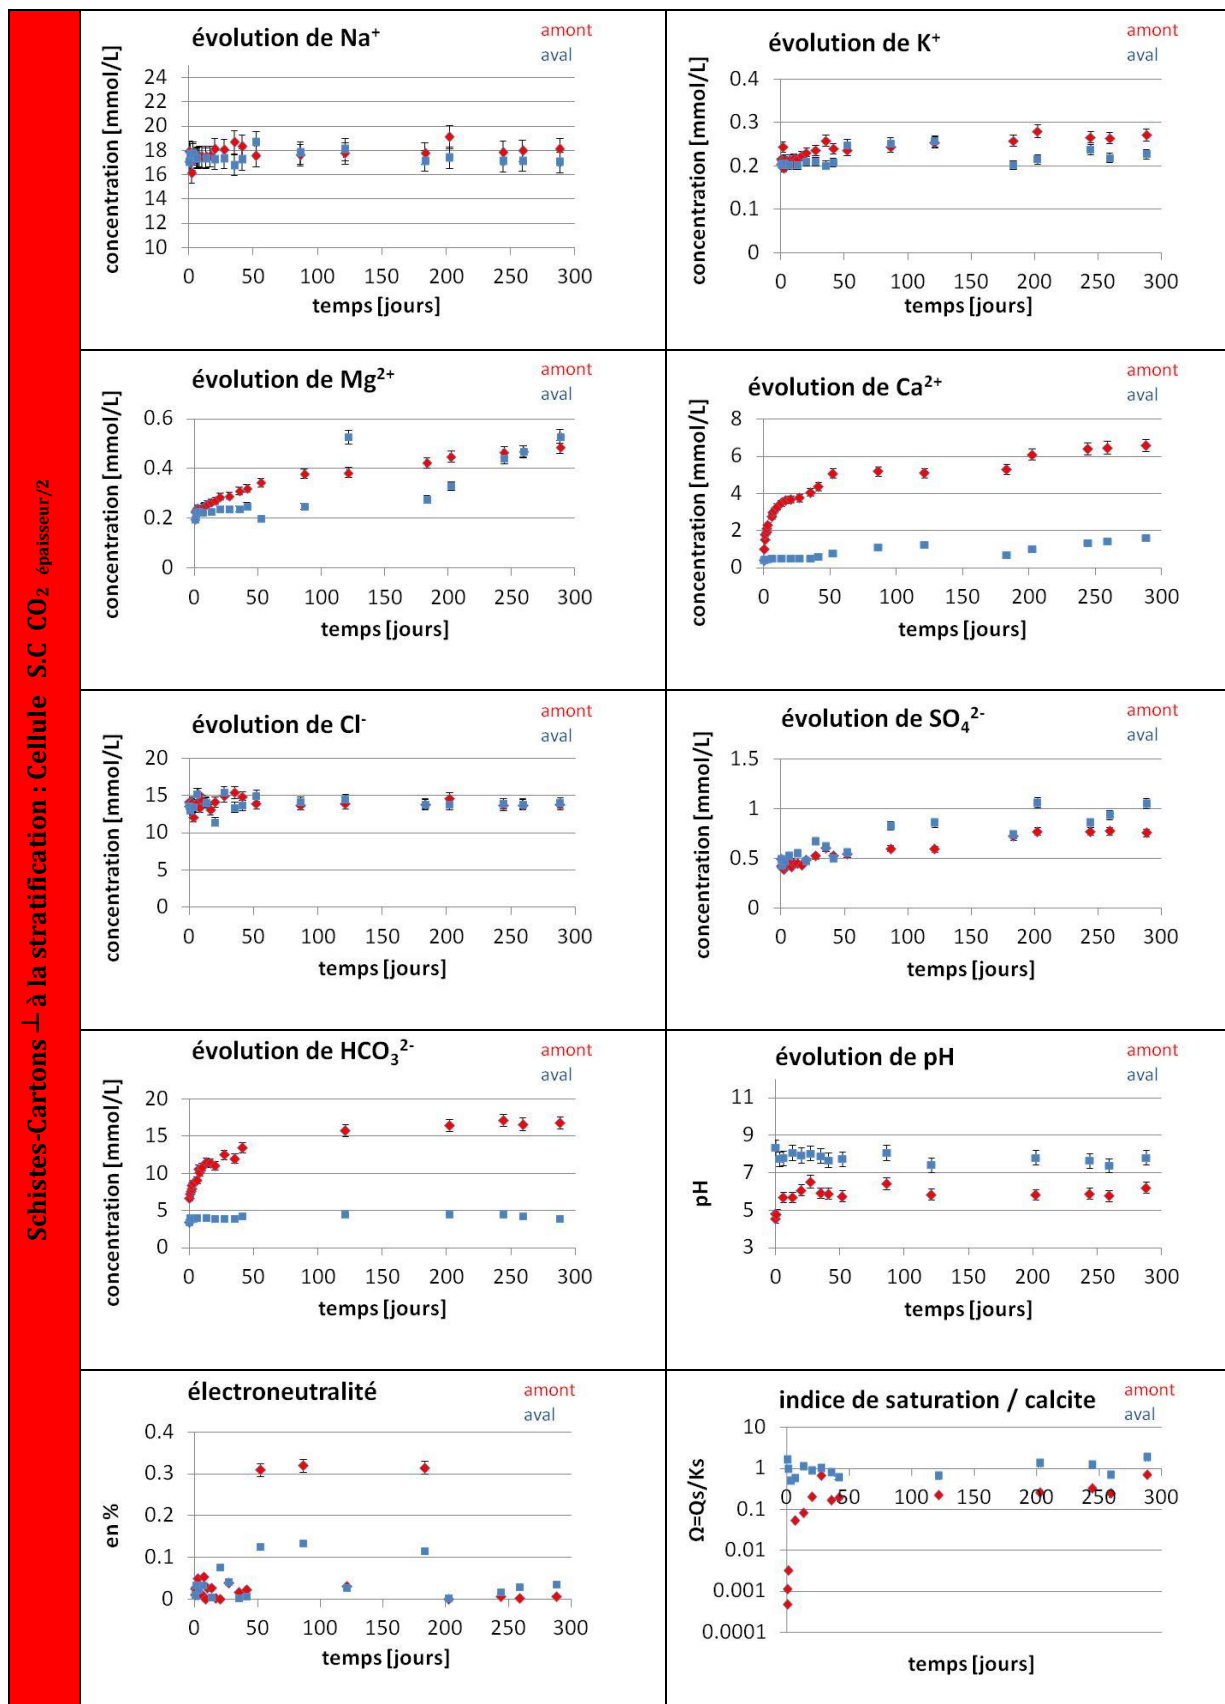 Schistes-Cartons ┴ à la stratification : Cellule S.C CO₂ épaisseur/2
évolution de Na⁺
amont
aval
concentration [mmol/L]
24
22
20
18
16
14
12
10
0 50 100 150 200 250 300
temps [jours]
évolution de K⁺
amont
aval
concentration [mmol/L]
0.4
0.3
0.2
0.1
0
0 50 100 150 200 250 300
temps [jours]
évolution de Mg²⁺
amont
aval
concentration [mmol/L]
0.6
0.4
0.2
0
0 50 100 150 200 250 300
temps [jours]
évolution de Ca²⁺
amont
aval
concentration [mmol/L]
8
6
4
2
0
0 50 100 150 200 250 300
temps [jours]
évolution de Cl⁻
amont
aval
concentration [mmol/L]
20
15
10
5
0
0 50 100 150 200 250 300
temps [jours]
évolution de SO₄²⁻
amont
aval
concentration [mmol/L]
1.5
1
0.5
0
0 50 100 150 200 250 300
temps [jours]
évolution de HCO₃²⁻
amont
aval
concentration [mmol/L]
20
15
10
5
0
0 50 100 150 200 250 300
temps [jours]
évolution de pH
amont
aval
pH
11
9
7
5
3
0 50 100 150 200 250 300
temps [jours]
électroneutralité
amont
aval
en %
0.4
0.3
0.2
0.1
0
0 50 100 150 200 250 300
temps [jours]
indice de saturation / calcite
amont
aval
Ω=Qs/Ks
10
1
0.1
0.01
0.001
0.0001
0 50 100 150 200 250 300
temps [jours]